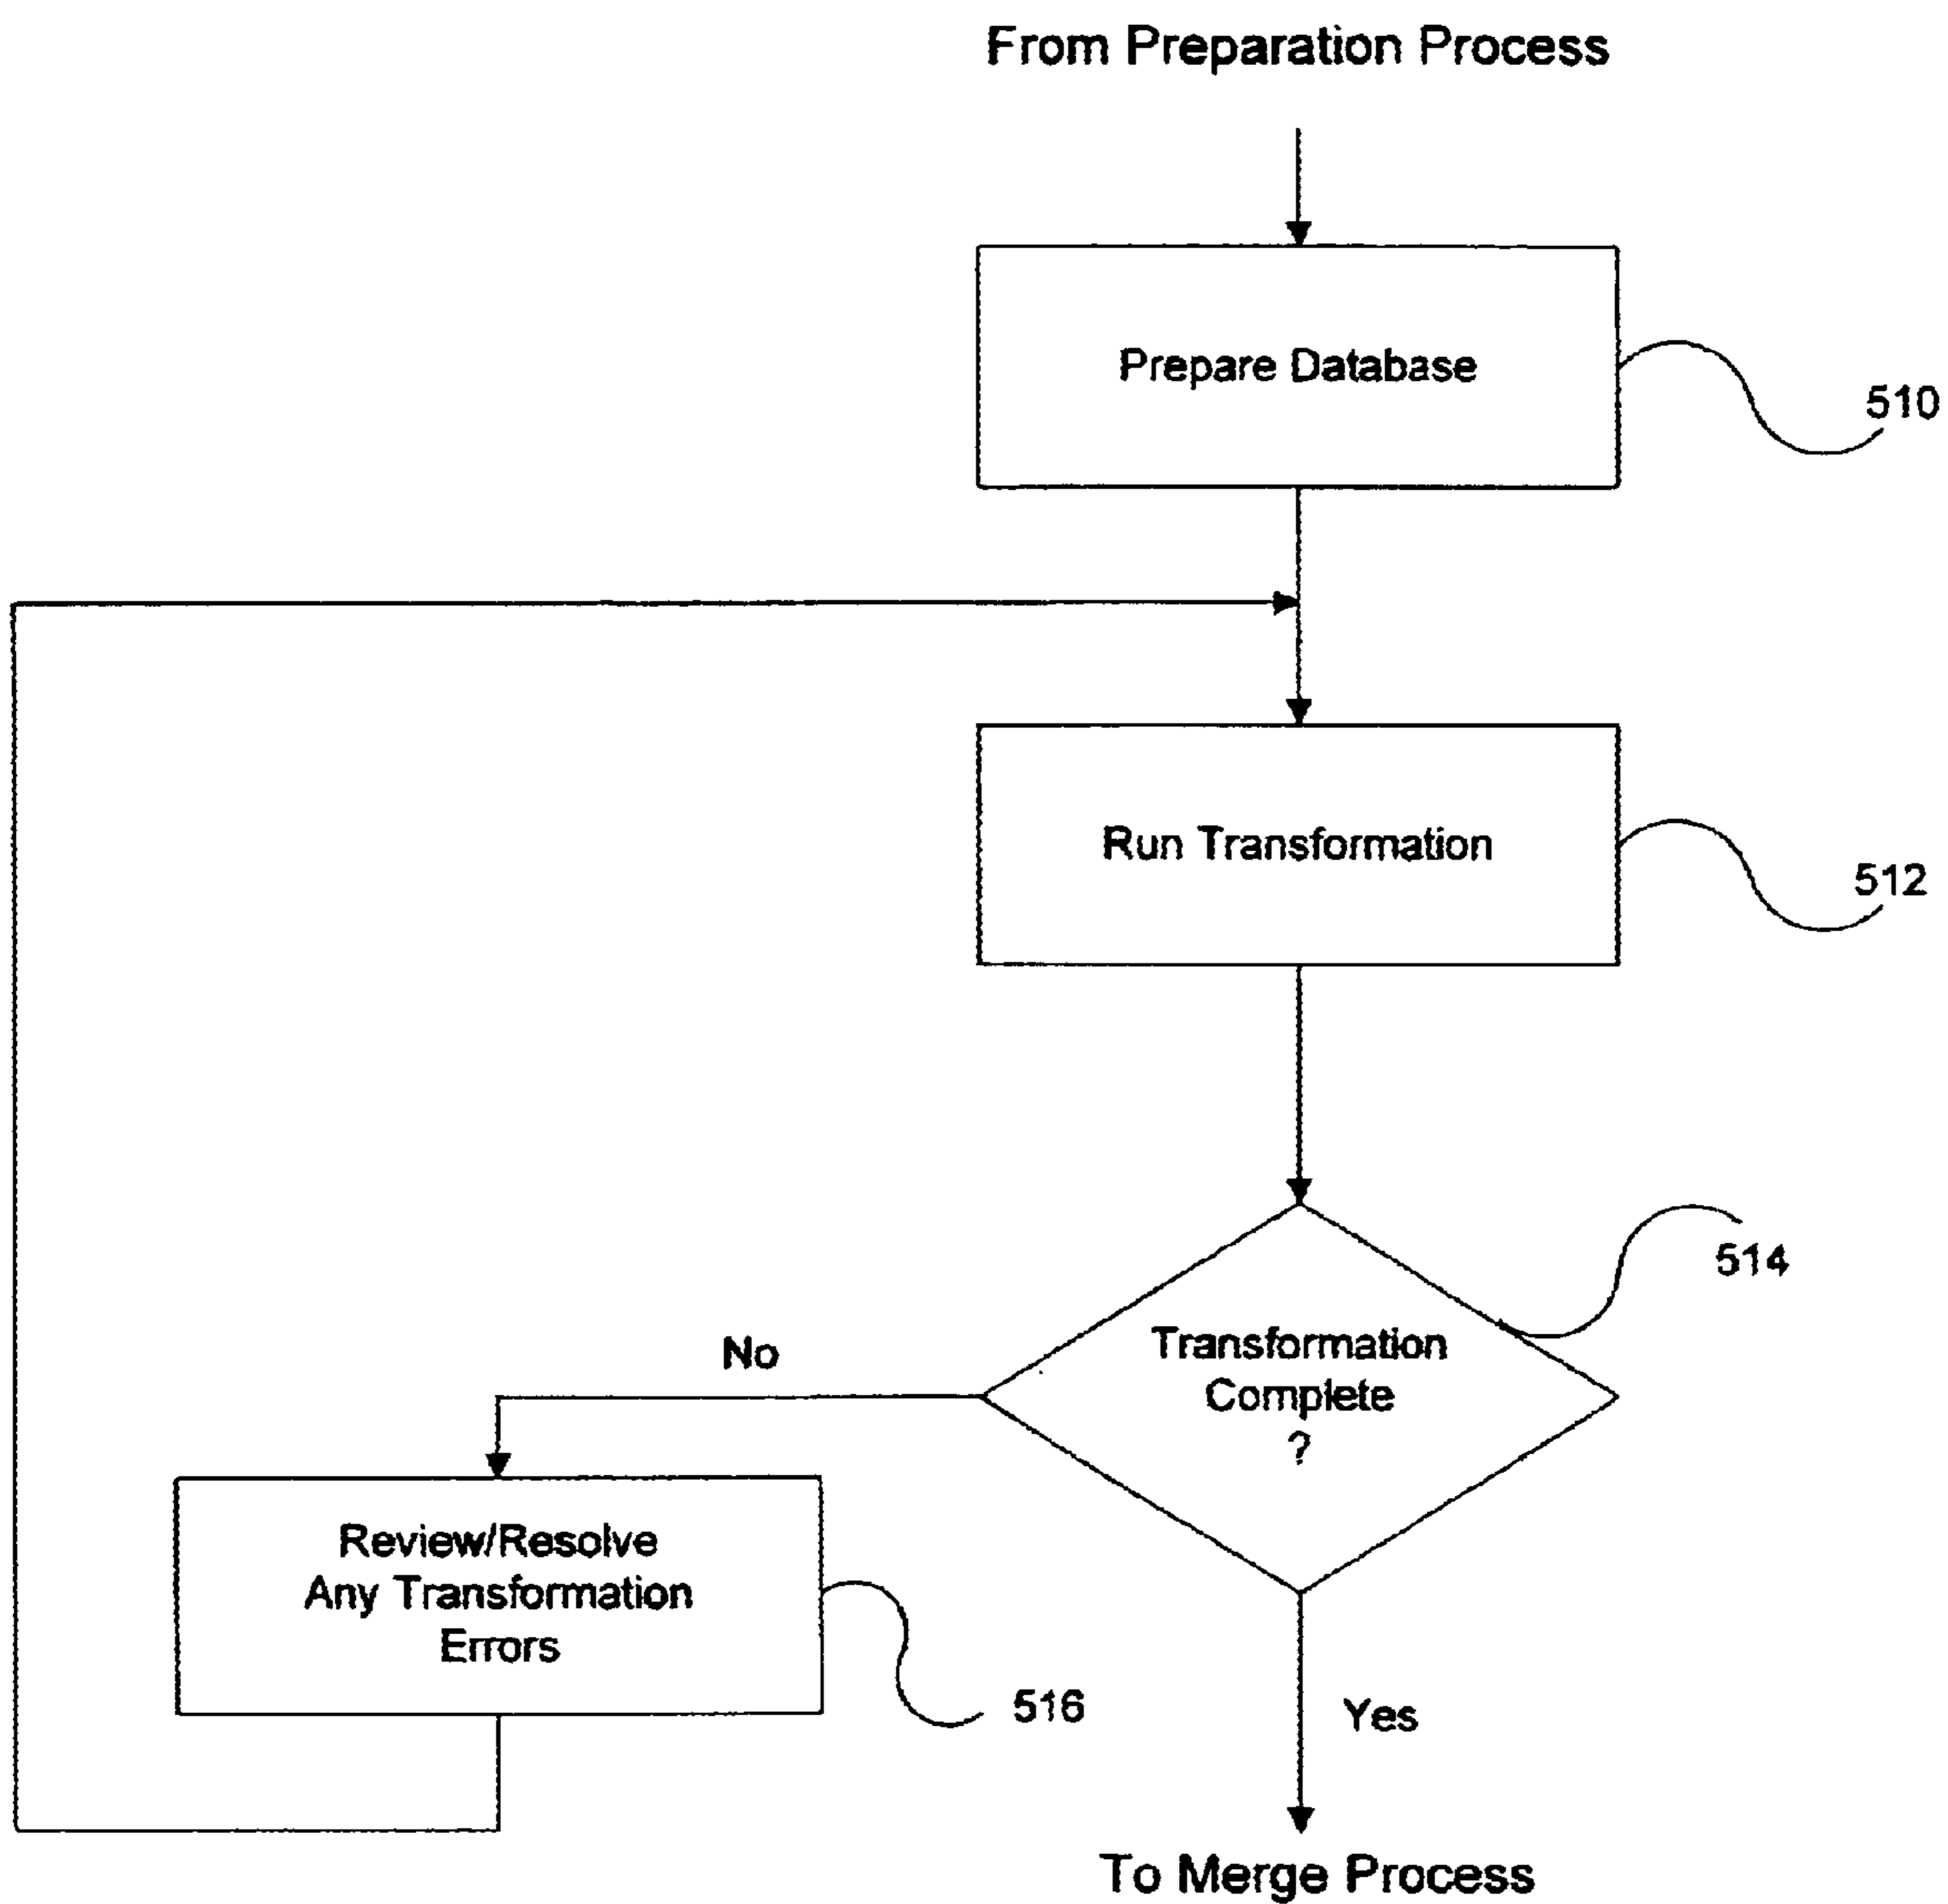 From Preparation Process
Prepare Database
510
Run Transformation
512
514
Transformation
Complete
?
No
Review/Resolve
Any Transformation
Errors
516
Yes
To Merge Process